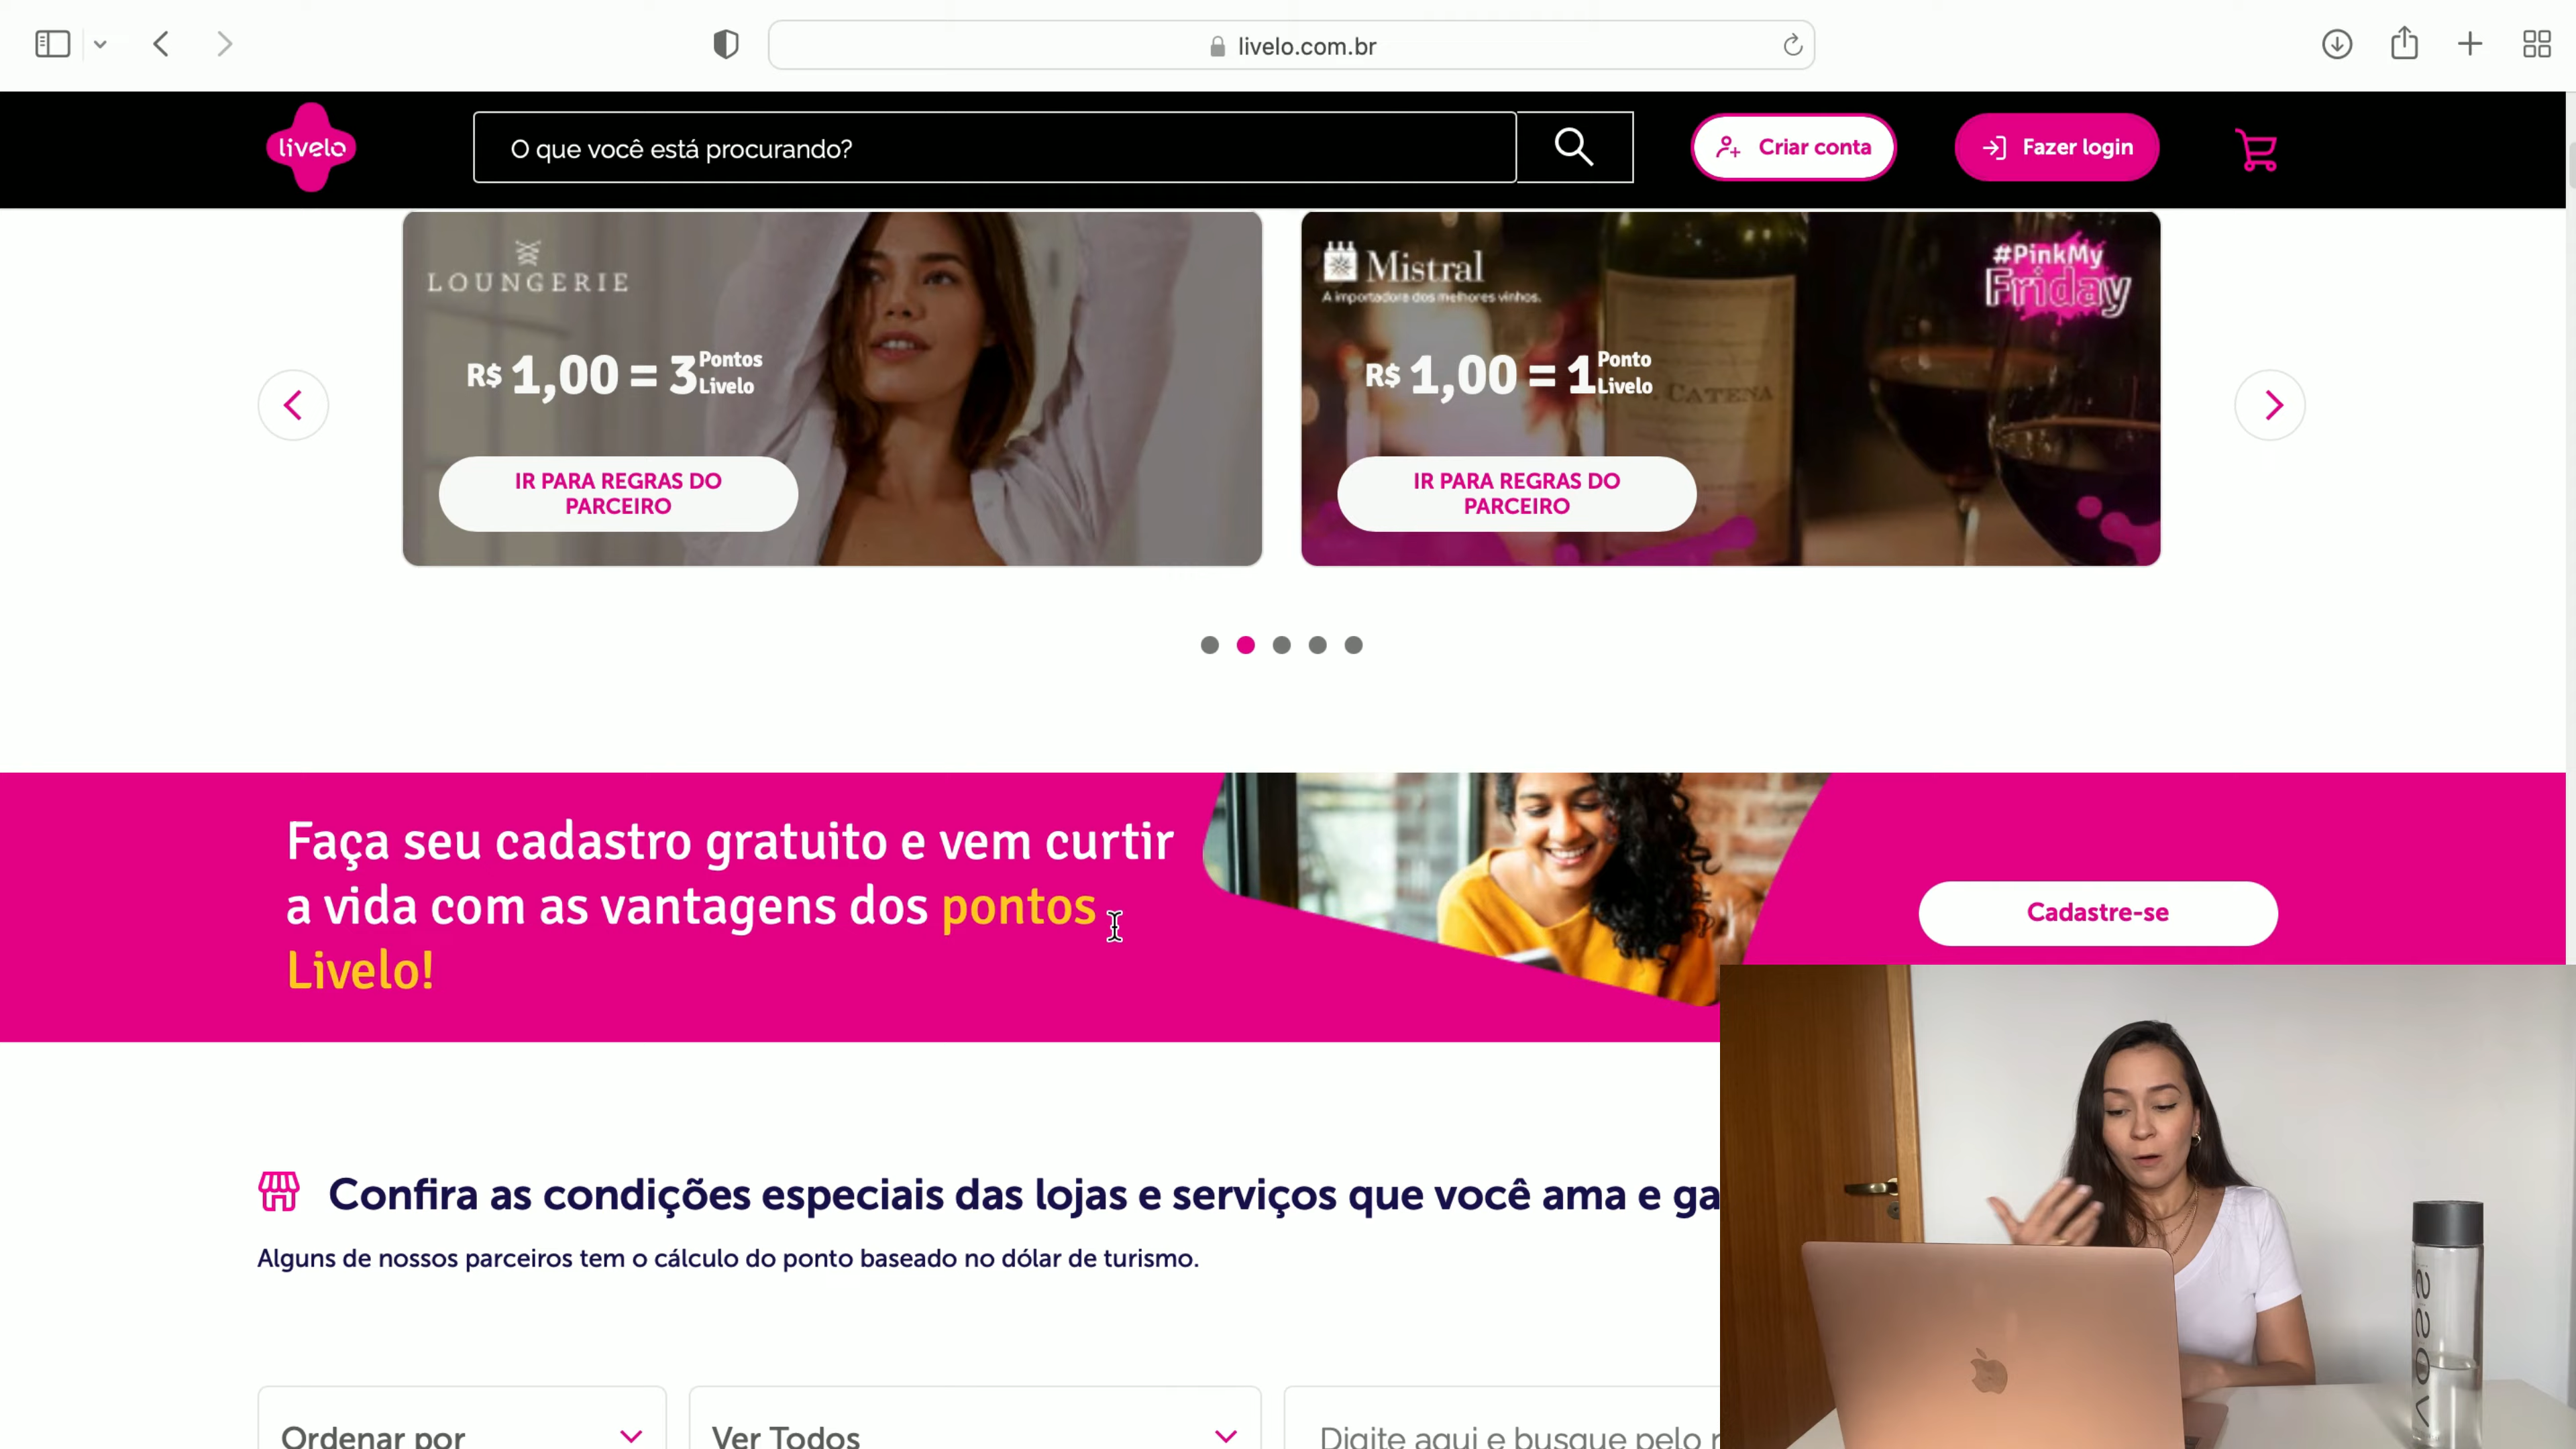 livelo.com.br
livelo
O que você está procurando?
Criar conta
Fazer login
LOUNGERIE
R$ 1,00 = 3 Pontos
Livelo
IR PARA REGRAS DO
PARCEIRO
Mistral
A importadora dos melhores vinhos.
#PinkMy
Friday
R$ 1,00 = 1 Ponto
Livelo
CATENA
IR PARA REGRAS DO
PARCEIRO
Faça seu cadastro gratuito e vem curtir
a vida com as vantagens dos pontos
Livelo!
Cadastre-se
Confira as condições especiais das lojas e serviços que você ama e ga
Alguns de nossos parceiros tem o cálculo do ponto baseado no dólar de turismo.
Ordenar por
Ver Todos
Digite aqui e busque pelo